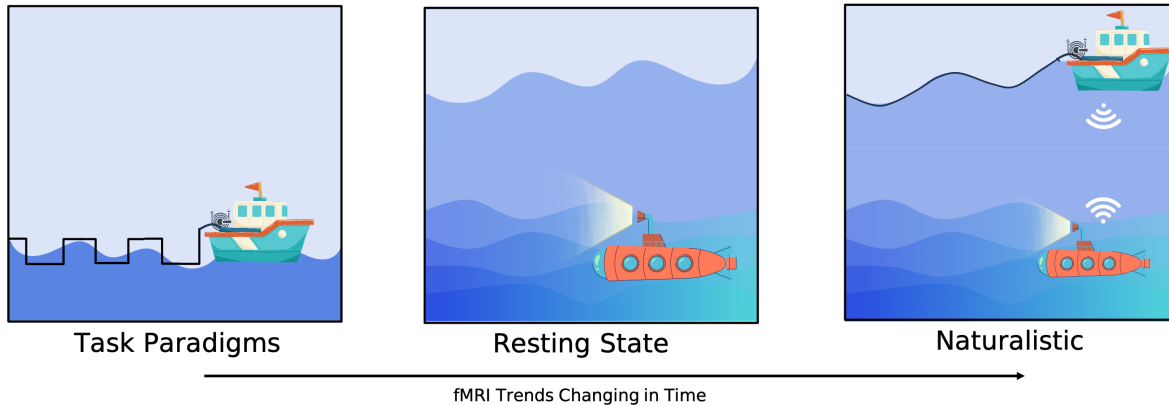 Task Paradigms
Resting State
Naturalistic
fMRI Trends Changing in Time